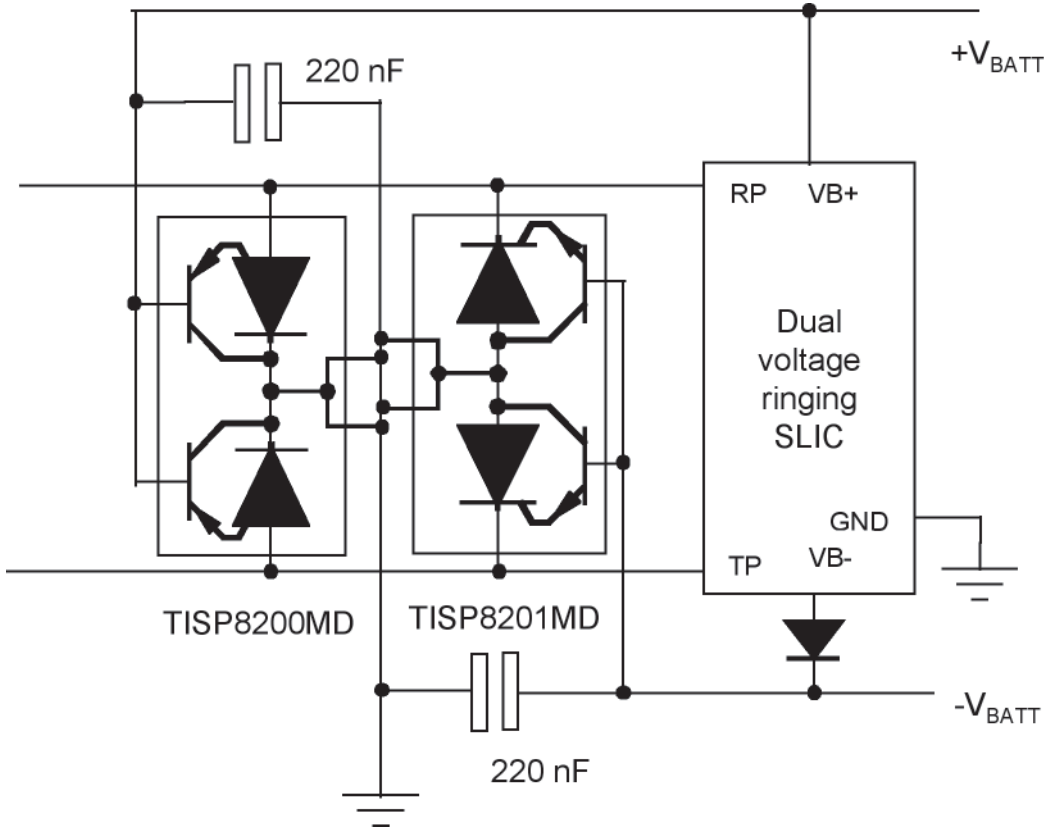 220 nF
+VBATT
RP VB+
Dual
voltage
ringing
SLIC
GND
TP VB-
TISP8200MD
TISP8201MD
-VBATT
220 nF